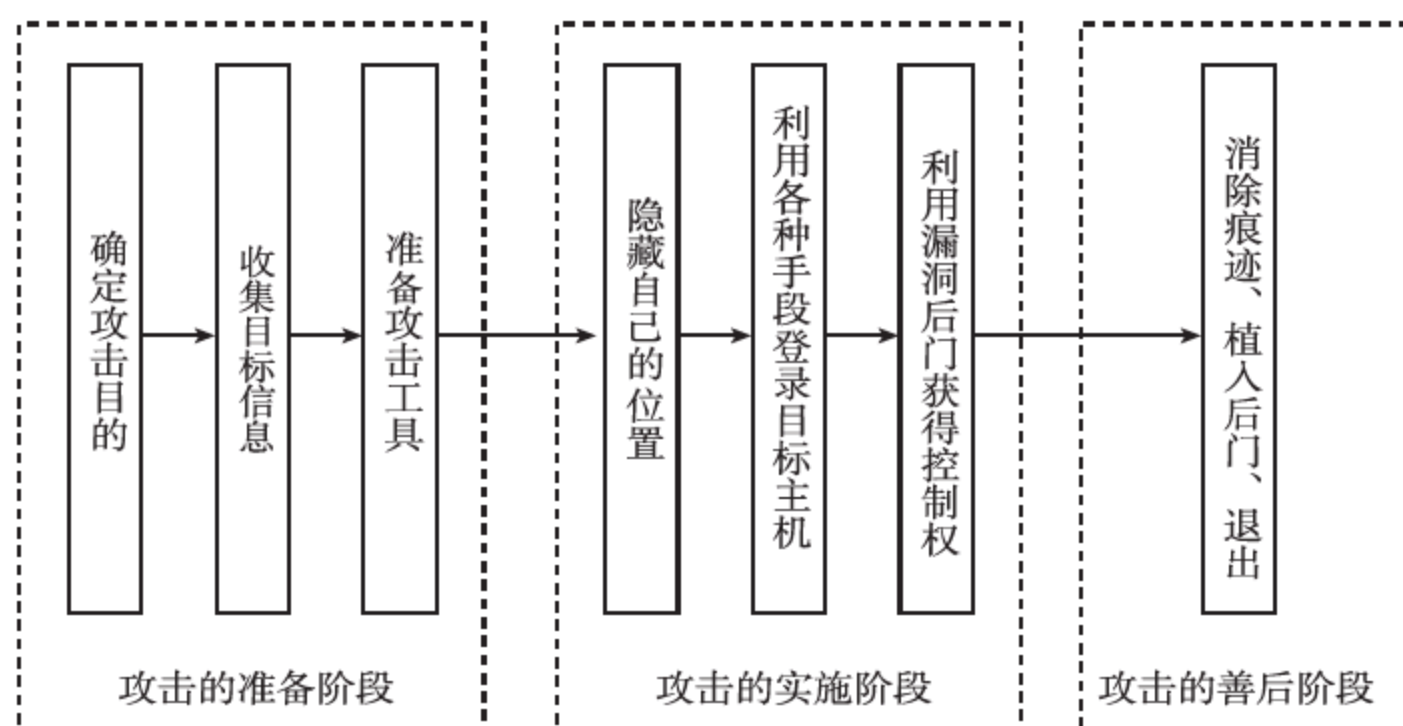 确定攻击目的
收集目标信息
准备攻击工具
隐藏自己的位置
利用各种手段登录目标主机
利用漏洞后门获得控制权
消除痕迹、植入后门、退出
攻击的准备阶段
攻击的实施阶段
攻击的善后阶段